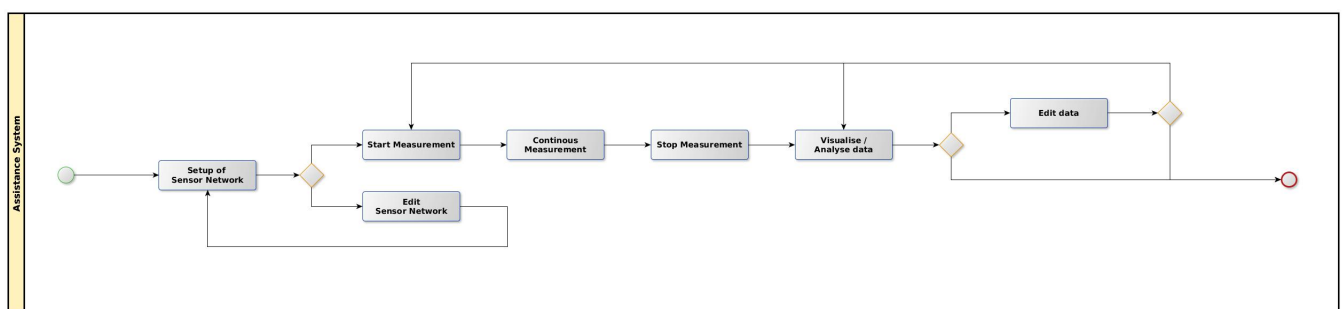 Assistance System
Setup of
Sensor Network
Start Measurement
Edit
Sensor Network
Continous
Measurement
Stop Measurement
Visualise /
Analyse data
Edit data